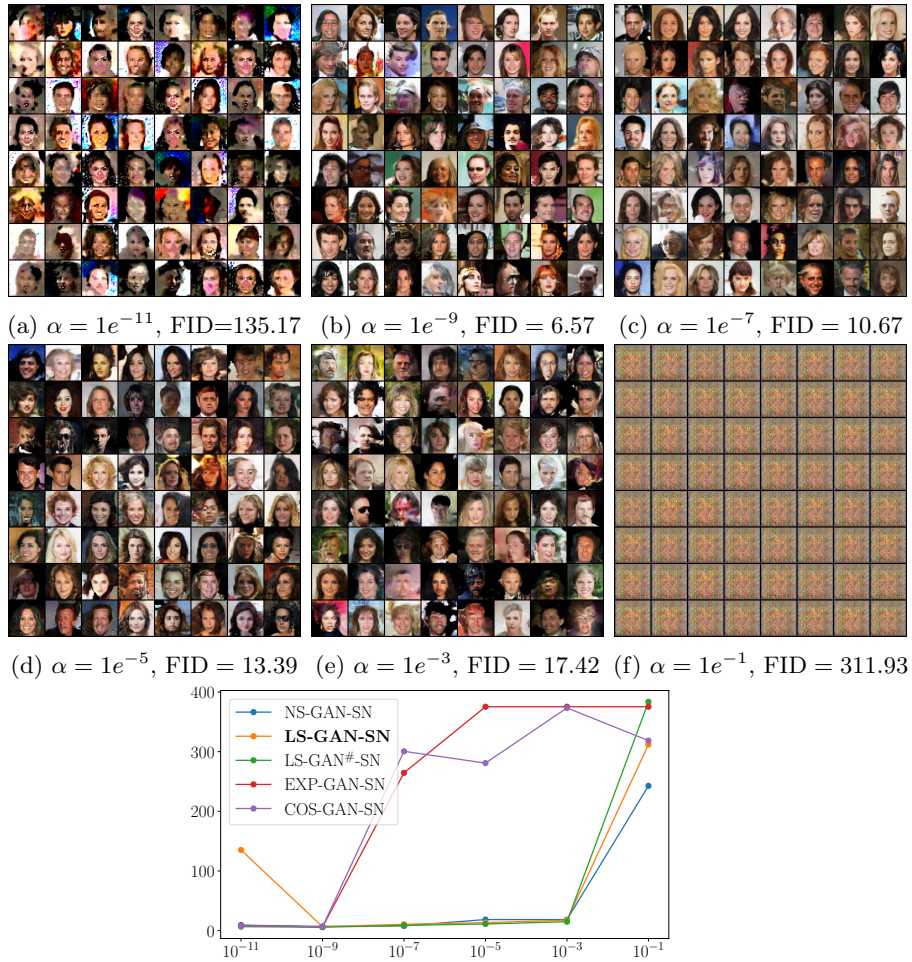 (a) α = 1e⁻¹¹, FID=135.17
(b) α = 1e⁻⁹, FID = 6.57
(c) α = 1e⁻⁷, FID = 10.67
(d) α = 1e⁻⁵, FID = 13.39
(e) α = 1e⁻³, FID = 17.42
(f) α = 1e⁻¹, FID = 311.93
400
300
200
100
0
NS-GAN-SN
LS-GAN-SN
LS-GAN#-SN
EXP-GAN-SN
COS-GAN-SN
10⁻¹¹ 10⁻⁹ 10⁻⁷ 10⁻⁵ 10⁻³ 10⁻¹